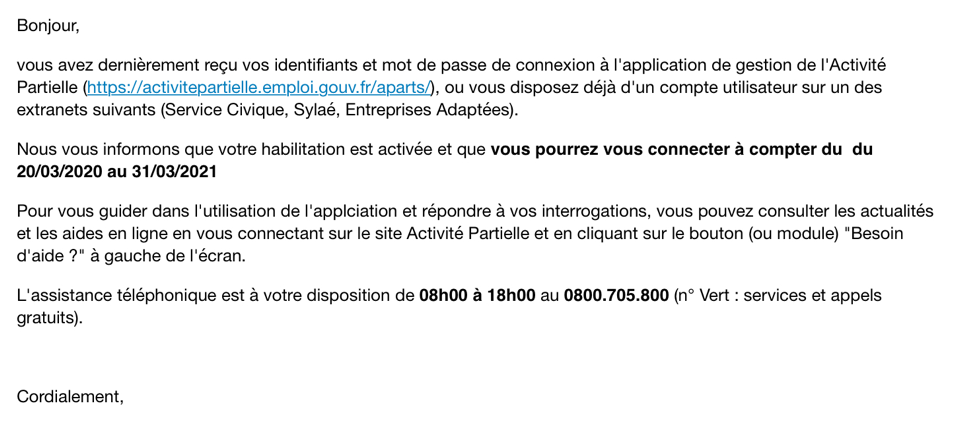 Bonjour,
vous avez dernièrement reçu vos identifiants et mot de passe de connexion à l'application de gestion de l'Activité
Partielle (https://activitepartielle.emploi.gouv.fr/aparts/), ou vous disposez déjà d'un compte utilisateur sur un des
extranets suivants (Service Civique, Sylaé, Entreprises Adaptées).
Nous vous informons que votre habilitation est activée et que vous pourrez vous connecter à compter du  du
20/03/2020 au 31/03/2021
Pour vous guider dans l'utilisation de l'applciation et répondre à vos interrogations, vous pouvez consulter les actualités
et les aides en ligne en vous connectant sur le site Activité Partielle et en cliquant sur le bouton (ou module) "Besoin
d'aide ?" à gauche de l'écran.
L'assistance téléphonique est à votre disposition de 08h00 à 18h00 au 0800.705.800 (n° Vert : services et appels
gratuits).
Cordialement,